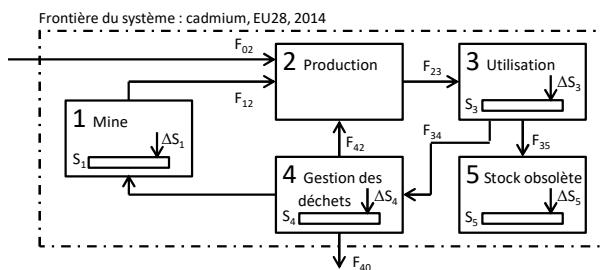 Frontière du système : cadmium, EU28, 2014
F02
2 Production
F23
3 Utilisation
ΔS3
S3
F12
1 Mine
ΔS1
S1
F42
F34
F35
4 Gestion des
déchets
ΔS4
S4
5 Stock obsolète
ΔS5
S5
F40